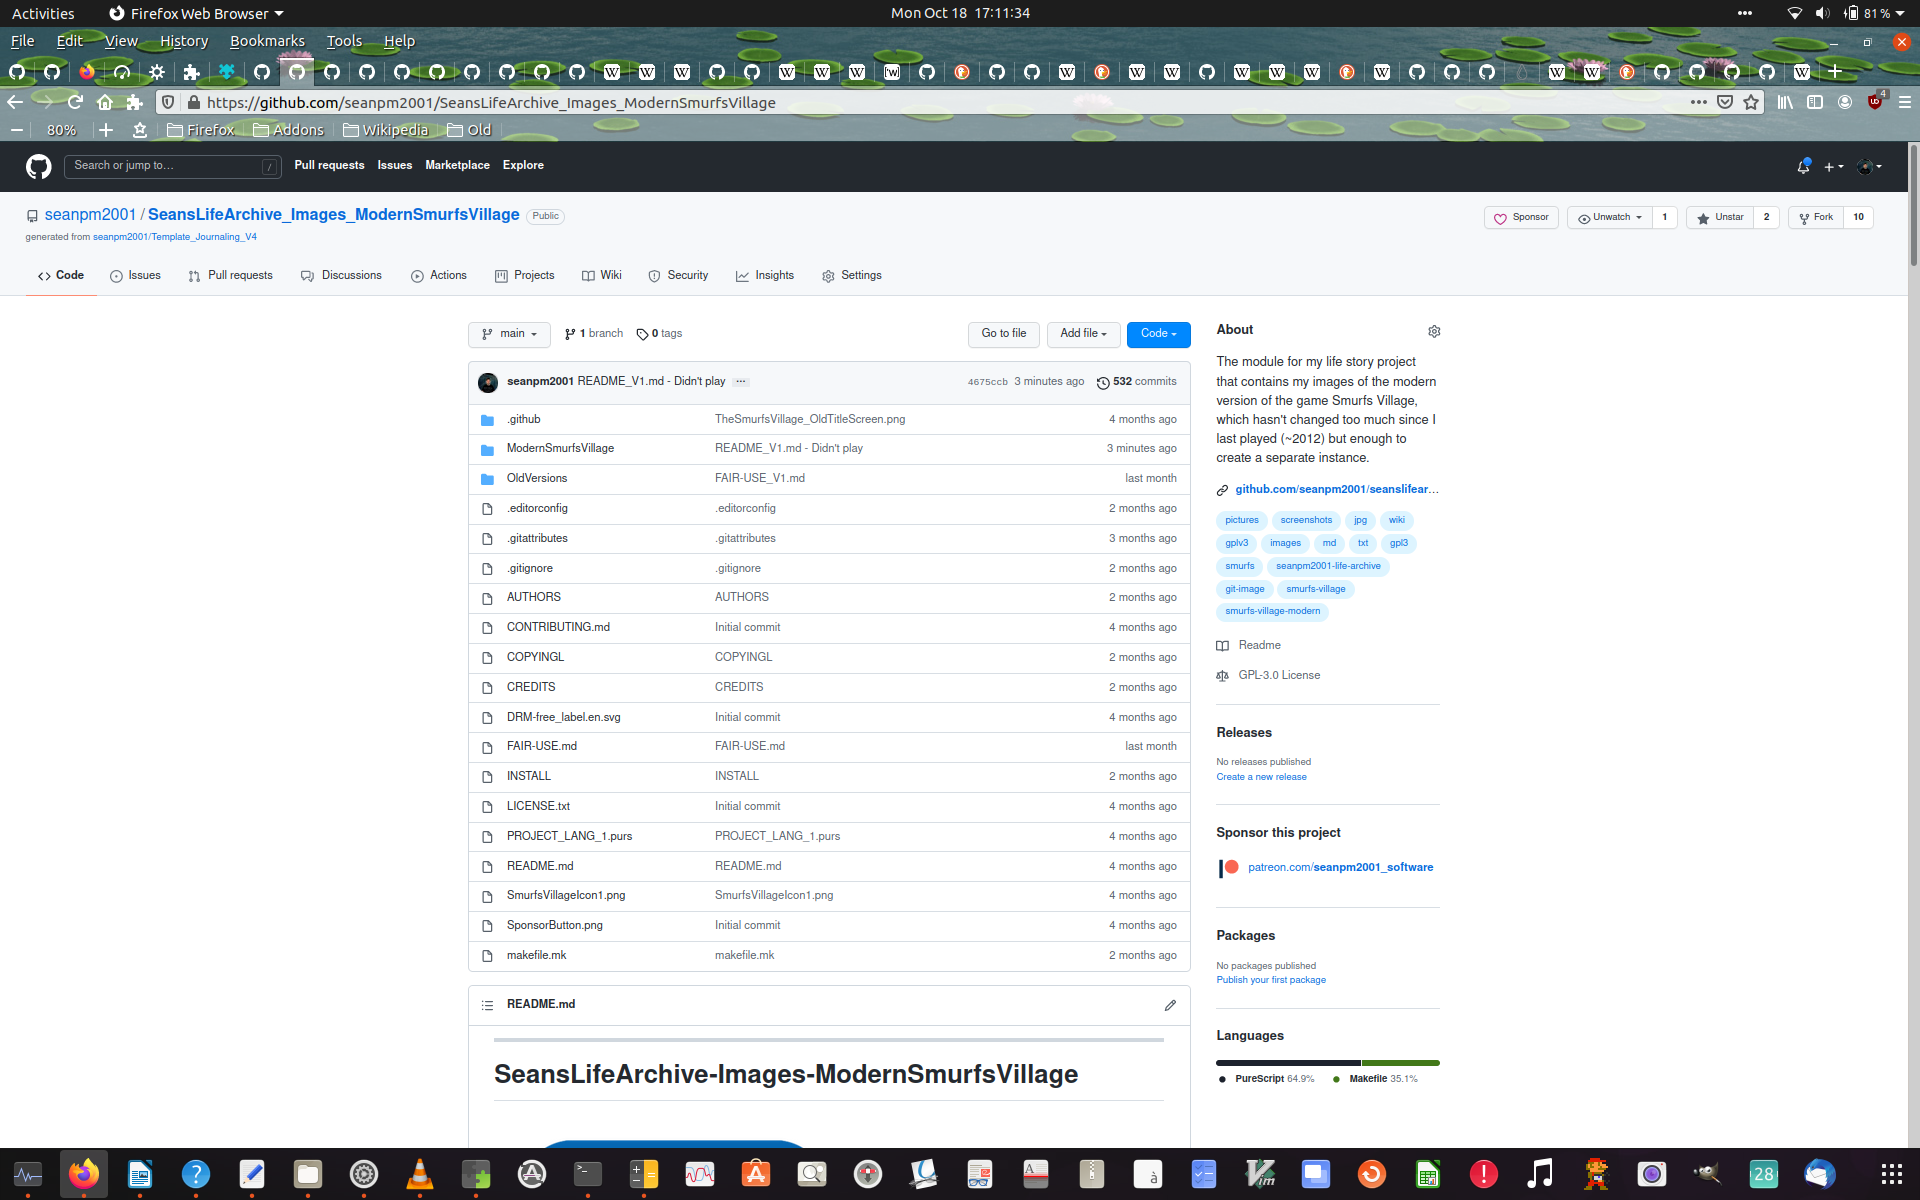 Activities Firefox Web Browser Mon Oct 18 17:11:34 81 %
File Edit View History Bookmarks Tools Help
https://github.com/seanpm2001/SeansLifeArchive_Images_ModernSmurfsVillage 4
80% Firefox Addons Wikipedia Old
Search or jump to… / Pull requests Issues Marketplace Explore
seanpm2001 / SeansLifeArchive_Images_ModernSmurfsVillage Public Sponsor Unwatch 1 Unstar 2 Fork 10
generated from seanpm2001/Template_Journaling_V4
Code Issues Pull requests Discussions Actions Projects Wiki Security Insights Settings
main 1 branch 0 tags Go to file Add file Code
seanpm2001 README_V1.md - Didn't play ... 4675ccb 3 minutes ago 532 commits
.github TheSmurfsVillage_OldTitleScreen.png 4 months ago
ModernSmurfsVillage README_V1.md - Didn't play 3 minutes ago
OldVersions FAIR-USE_V1.md last month
.editorconfig .editorconfig 2 months ago
.gitattributes .gitattributes 3 months ago
.gitignore .gitignore 2 months ago
AUTHORS AUTHORS 2 months ago
CONTRIBUTING.md Initial commit 4 months ago
COPYINGL COPYINGL 2 months ago
CREDITS CREDITS 2 months ago
DRM-free_label.en.svg Initial commit 4 months ago
FAIR-USE.md FAIR-USE.md last month
INSTALL INSTALL 2 months ago
LICENSE.txt Initial commit 4 months ago
PROJECT_LANG_1.purs PROJECT_LANG_1.purs 4 months ago
README.md README.md 4 months ago
SmurfsVillageIcon1.png SmurfsVillageIcon1.png 4 months ago
SponsorButton.png Initial commit 4 months ago
makefile.mk makefile.mk 2 months ago
README.md
SeansLifeArchive-Images-ModernSmurfsVillage
About
The module for my life story project
that contains my images of the modern
version of the game Smurfs Village,
which hasn't changed too much since I
last played (~2012) but enough to
create a separate instance.
github.com/seanpm2001/seanslifear…
pictures screenshots jpg wiki
gplv3 images md txt gpl3
smurfs seanpm2001-life-archive
git-image smurfs-village
smurfs-village-modern
Readme
GPL-3.0 License
Releases
No releases published
Create a new release
Sponsor this project
patreon.com/seanpm2001_software
Packages
No packages published
Publish your first package
Languages
PureScript 64.9% Makefile 35.1%
28